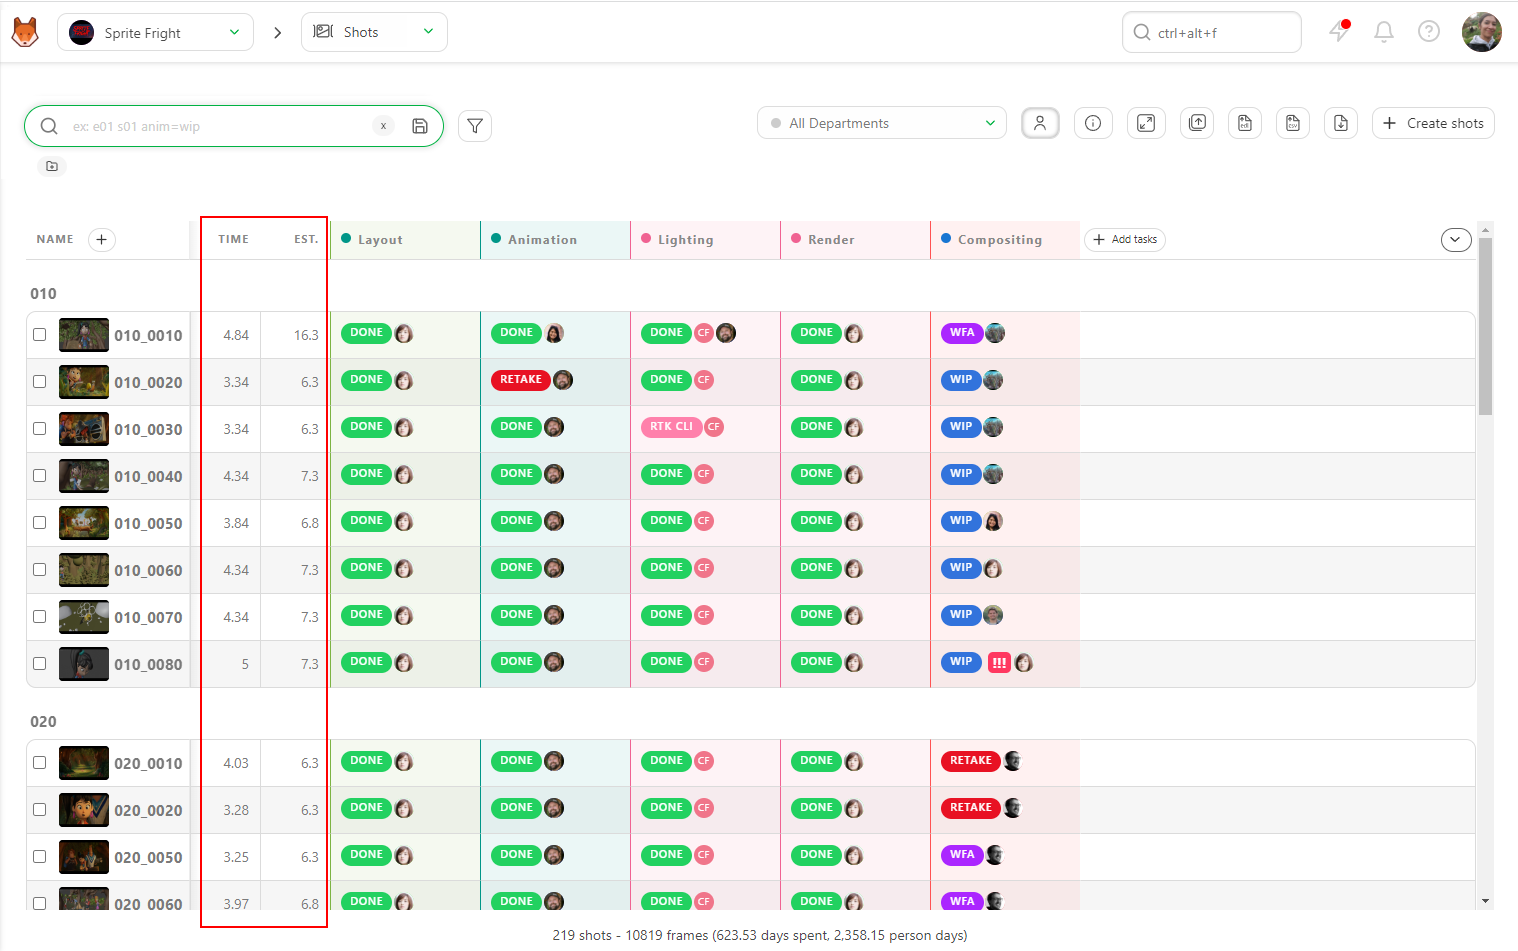 Sprite Fright > Shots ctrl+alt+f ?
ex: e01 s01 anim=wip x All Departments edl csv + Create shots
NAME + TIME EST. Layout Animation Lighting Render Compositing + Add tasks
010
010_0010 4.84 16.3 DONE DONE DONE CF DONE WFA
010_0020 3.34 6.3 DONE RETAKE DONE CF DONE WIP
010_0030 3.34 6.3 DONE DONE RTK CLI CF DONE WIP
010_0040 4.34 7.3 DONE DONE DONE CF DONE WIP
010_0050 3.84 6.8 DONE DONE DONE CF DONE WIP
010_0060 4.34 7.3 DONE DONE DONE CF DONE WIP
010_0070 4.34 7.3 DONE DONE DONE CF DONE WIP
010_0080 5 7.3 DONE DONE DONE CF DONE WIP !!!
020
020_0010 4.03 6.3 DONE DONE DONE CF DONE RETAKE
020_0020 3.28 6.3 DONE DONE DONE CF DONE RETAKE
020_0050 3.25 6.3 DONE DONE DONE CF DONE WFA
020_0060 3.97 6.8 DONE DONE DONE CF DONE WFA
219 shots - 10819 frames (623.53 days spent, 2,358.15 person days)